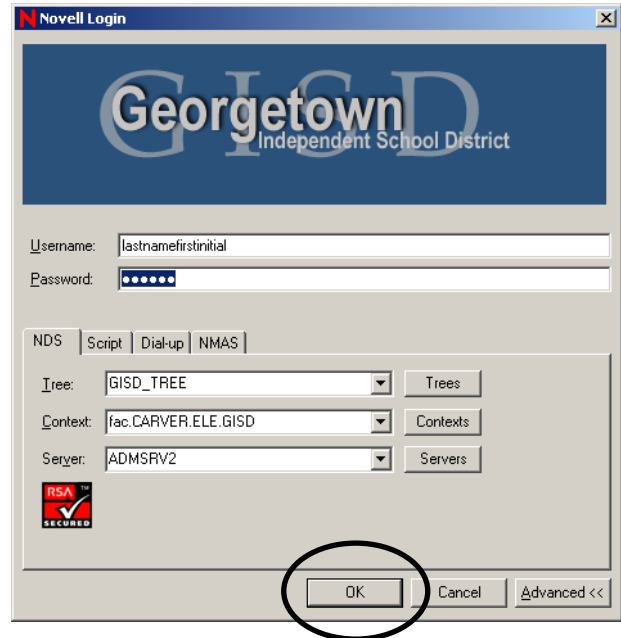 Novell Login
GISD
Georgetown
Independent School District
Username: lastnamefirstinitial
Password: ●●●●●●
NDS Script Dial-up NMAS
Tree: GISD_TREE Trees
Context: fac.CARVER.ELE.GISD Contexts
Server: ADMSRV2 Servers
RSA TM
SECURED
OK Cancel Advanced <<